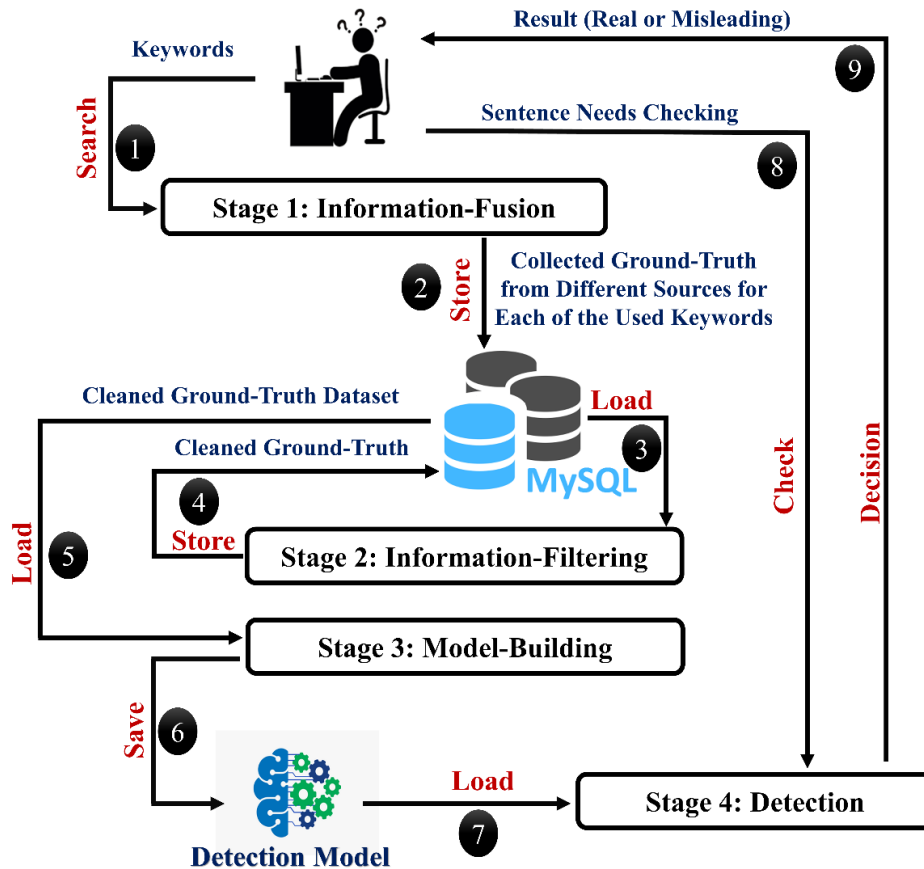 Keywords
Result (Real or Misleading)
9
? ? ?
Search
1
Sentence Needs Checking
8
Stage 1: Information-Fusion
2
Store
Collected Ground-Truth
from Different Sources for
Each of the Used Keywords
Cleaned Ground-Truth Dataset
Load
3
Cleaned Ground-Truth
MySQL
4
Store
Check
Decision
Load
5
Stage 2: Information-Filtering
Stage 3: Model-Building
Save
6
Load
7
Stage 4: Detection
Detection Model